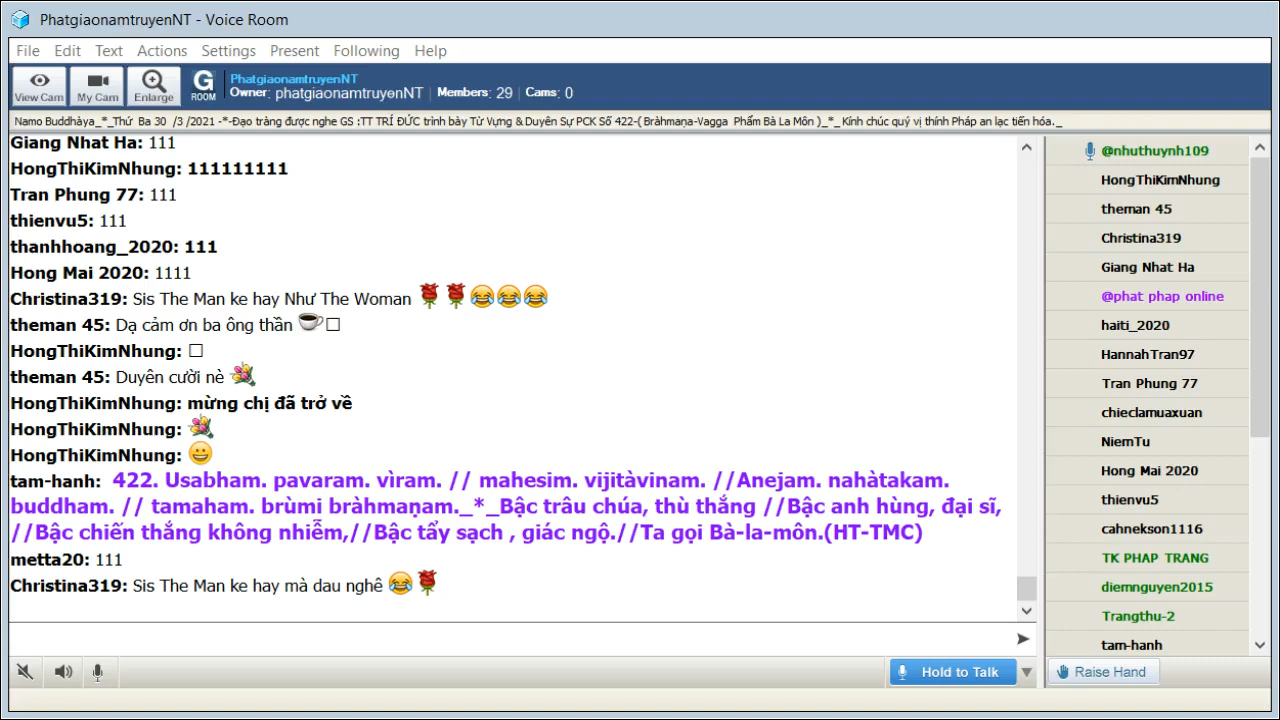 PhatgiaonamtruyenNT - Voice Room
File Edit Text Actions Settings Present Following Help
View Cam
My Cam
Enlarge
G ROOM
PhatgiaonamtruyenNT
Owner: phatgiaonamtruyenNT | Members: 29 | Cams: 0
Namo Buddhàya_*_Thứ Ba 30 /3 /2021 -*-Đạo tràng được nghe GS :TT TRÍ ĐỨC trình bày Từ Vựng & Duyên Sự PCK Số 422-( Bràhmaṇa-Vagga Phẩm Bà La Môn )_*_ Kính chúc quý vị thính Pháp an lạc tiến hóa._
Giang Nhat Ha: 111
HongThiKimNhung: 111111111
Tran Phung 77: 111
thienvu5: 111
thanhhoang_2020: 111
Hong Mai 2020: 1111
Christina319: Sis The Man ke hay Như The Woman 🌹🌹😂😂😂
theman 45: Dạ cảm ơn ba ông thần ☕□
HongThiKimNhung: □
theman 45: Duyên cười nè 💐
HongThiKimNhung: mừng chị đã trở về
HongThiKimNhung: 💐
HongThiKimNhung: 😀
tam-hanh: 422. Usabham. pavaram. vìram. // mahesim. vijitàvinam. //Anejam. nahàtakam.
buddham. // tamaham. brùmi bràhmaṇam._*_Bậc trâu chúa, thù thắng //Bậc anh hùng, đại sĩ,
//Bậc chiến thắng không nhiễm,//Bậc tẩy sạch , giác ngộ.//Ta gọi Bà-la-môn.(HT-TMC)
metta20: 111
Christina319: Sis The Man ke hay mà dau nghê 😂🌹
@nhuthuynh109
HongThiKimNhung
theman 45
Christina319
Giang Nhat Ha
@phat phap online
haiti_2020
HannahTran97
Tran Phung 77
chieclamuaxuan
NiemTu
Hong Mai 2020
thienvu5
cahnekson1116
TK PHAP TRANG
diemnguyen2015
Trangthu-2
tam-hanh
Hold to Talk
Raise Hand